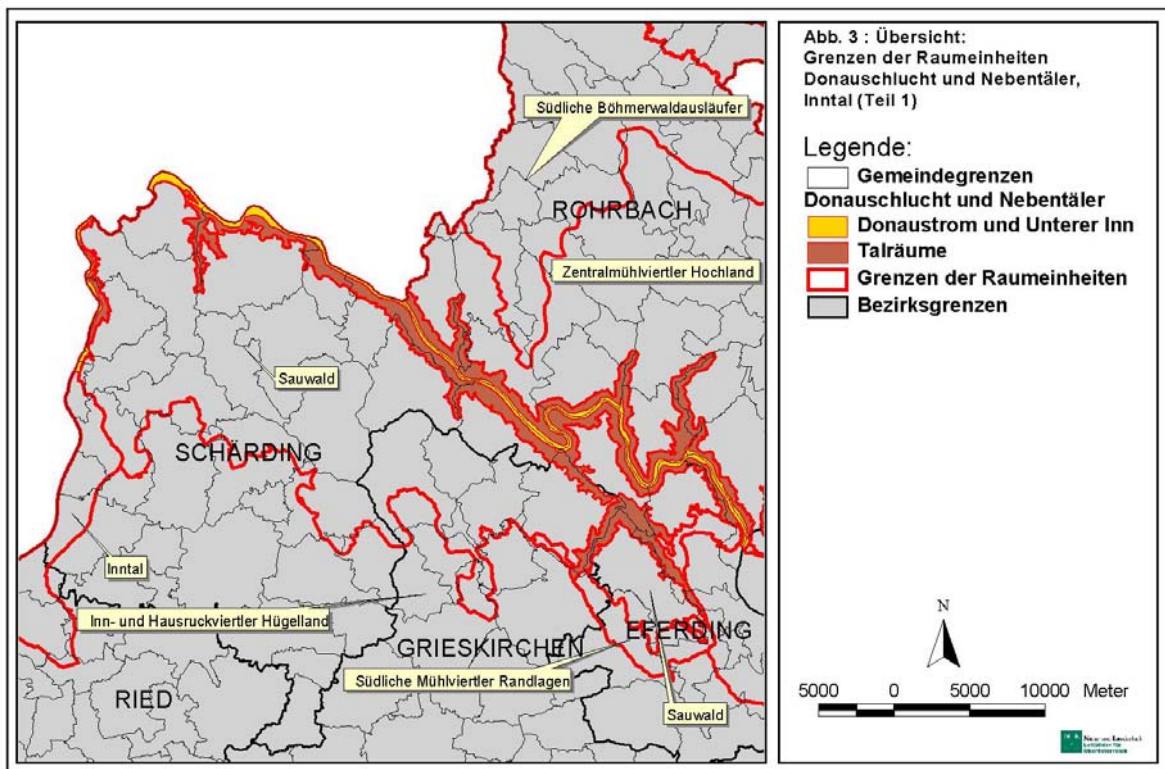 Südliche Böhmerwaldausläufer
ROHRBACH
Zentralmühlviertler Hochland
Sauwald
SCHÄRDING
Inntal
Inn- und Hausruckviertler Hügelland
GRIESKIRCHEN
EFERDING
Südliche Mühlviertler Randlagen
RIED
Sauwald
Abb. 3 : Übersicht:
Grenzen der Raumeinheiten
Donauschlucht und Nebentäler,
Inntal (Teil 1)
Legende:
Gemeindegrenzen
Donauschlucht und Nebentäler
Donaustrom und Unterer Inn
Talräume
Grenzen der Raumeinheiten
Bezirksgrenzen
N
5000 0 5000 10000 Meter